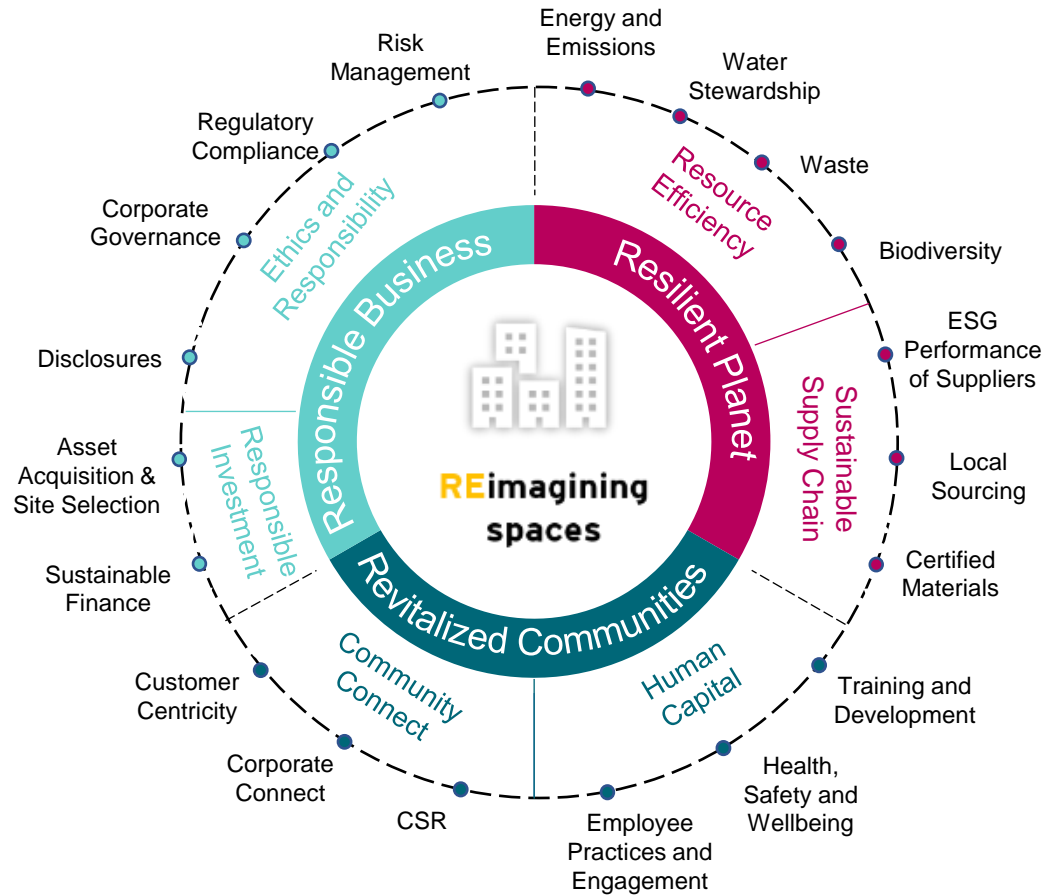 Energy and
Emissions
Water
Stewardship
Waste
Biodiversity
ESG
Performance
of Suppliers
Local
Sourcing
Certified
Materials
Training and
Development
Health,
Safety and
Wellbeing
Employee
Practices and
Engagement
CSR
Corporate
Connect
Customer
Centricity
Sustainable
Finance
Asset
Acquisition &
Site Selection
Disclosures
Corporate
Governance
Regulatory
Compliance
Risk
Management
Resource
Efficiency
Sustainable
Supply Chain
Human
Capital
Community
Connect
Responsible
Investment
Ethics and
Responsibility
Resilient Planet
Revitalized Communities
Responsible Business
REimagining
spaces